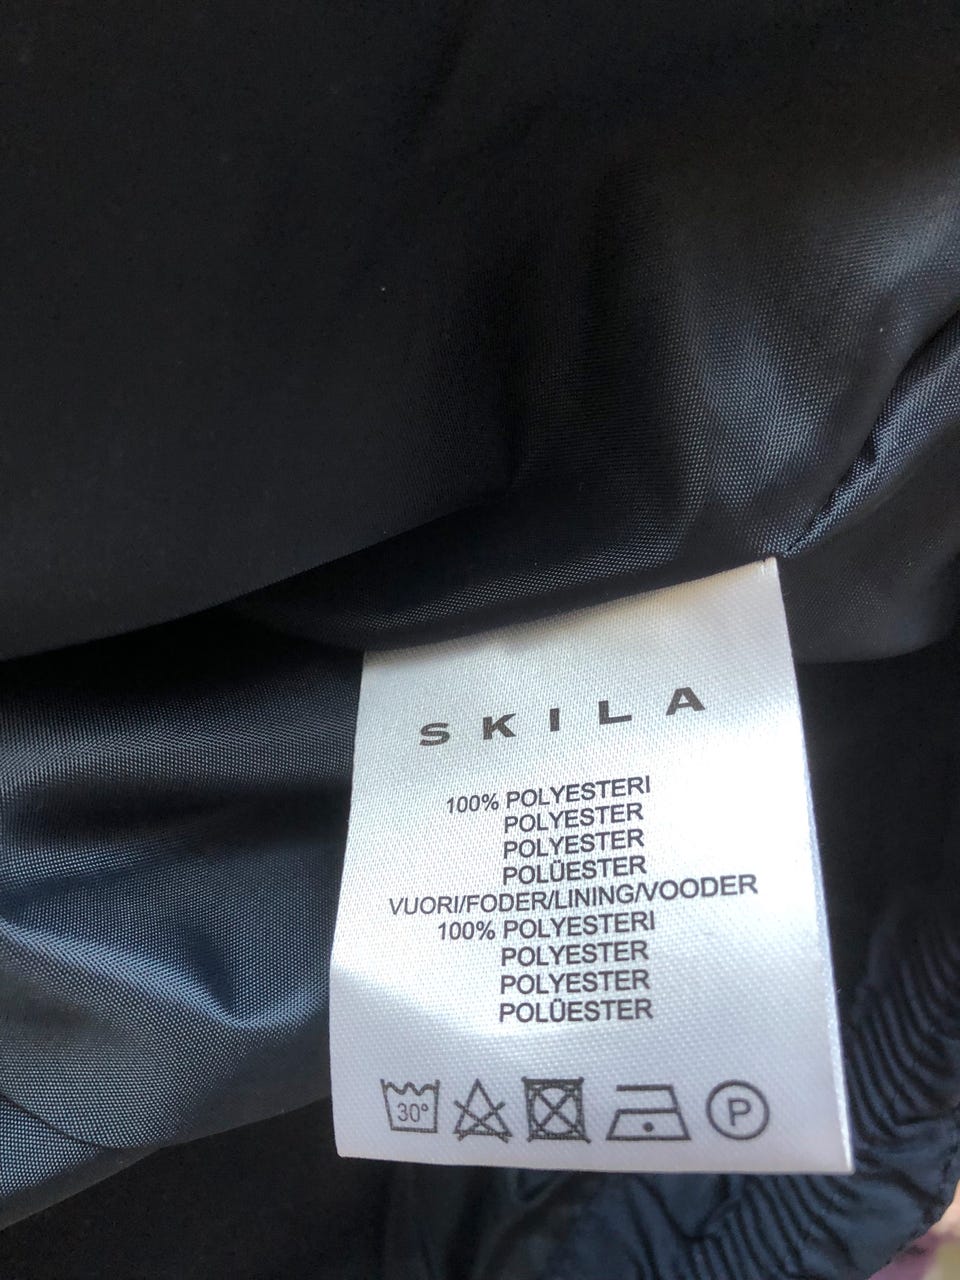 SKILA
100% POLYESTERI
POLYESTER
POLYESTER
POLÜESTER
VUORI/FODER/LINING/VOODER
100% POLYESTERI
POLYESTER
POLYESTER
POLÜESTER
30° P